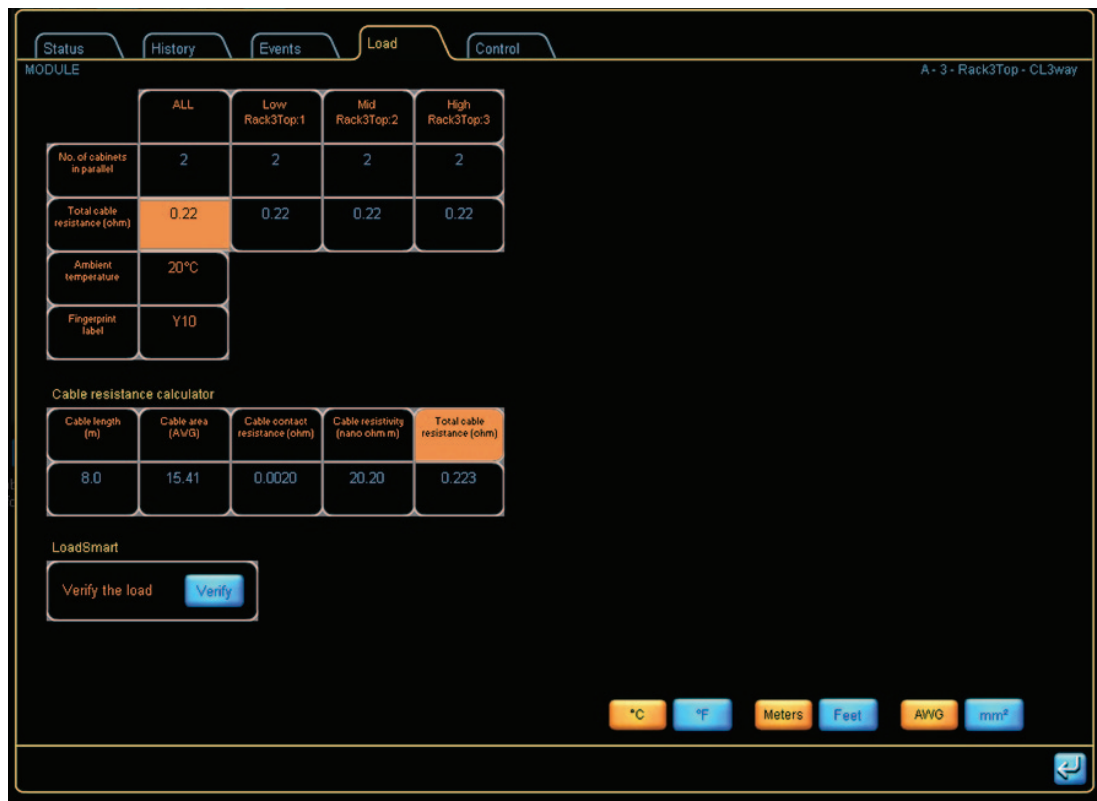 Status History Events Load Control
MODULE A - 3 - Rack3Top - CL3way
ALL Low Mid High
Rack3Top:1 Rack3Top:2 Rack3Top:3
No. of cabinets
in parallel 2 2 2 2
Total cable
resistance (ohm) 0.22 0.22 0.22 0.22
Ambient
temperature 20°C
Fingerprint
label Y10
Cable resistance calculator
Cable length Cable area Cable contact Cable resistivity Total cable
(m) (AWG) resistance (ohm) (nano ohm m) resistance (ohm)
8.0 15.41 0.0020 20.20 0.223
LoadSmart
Verify the load Verify
°C °F Meters Feet AWG mm²